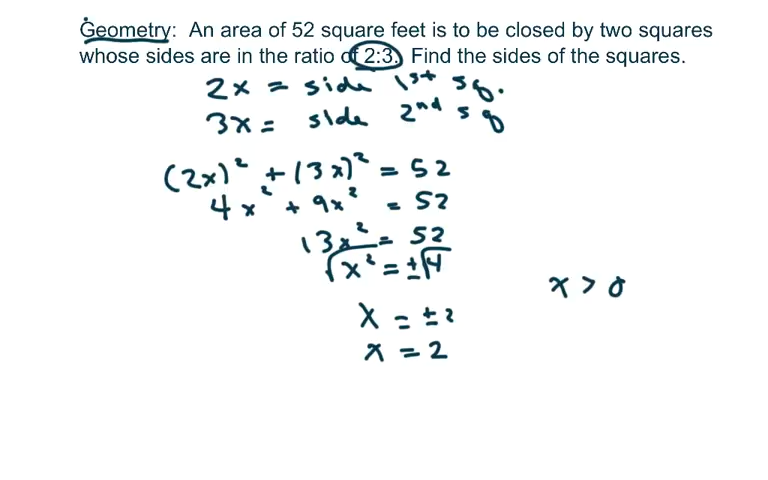 Geometry: An area of 52 square feet is to be closed by two squares
whose sides are in the ratio of 2:3. Find the sides of the squares.
2x = side 1st sq.
3x = side 2nd sq
(2x)² + (3x)² = 52
4x² + 9x² = 52
13x² = 52
√x² = ±√4
x > 0
x = ±2
x = 2